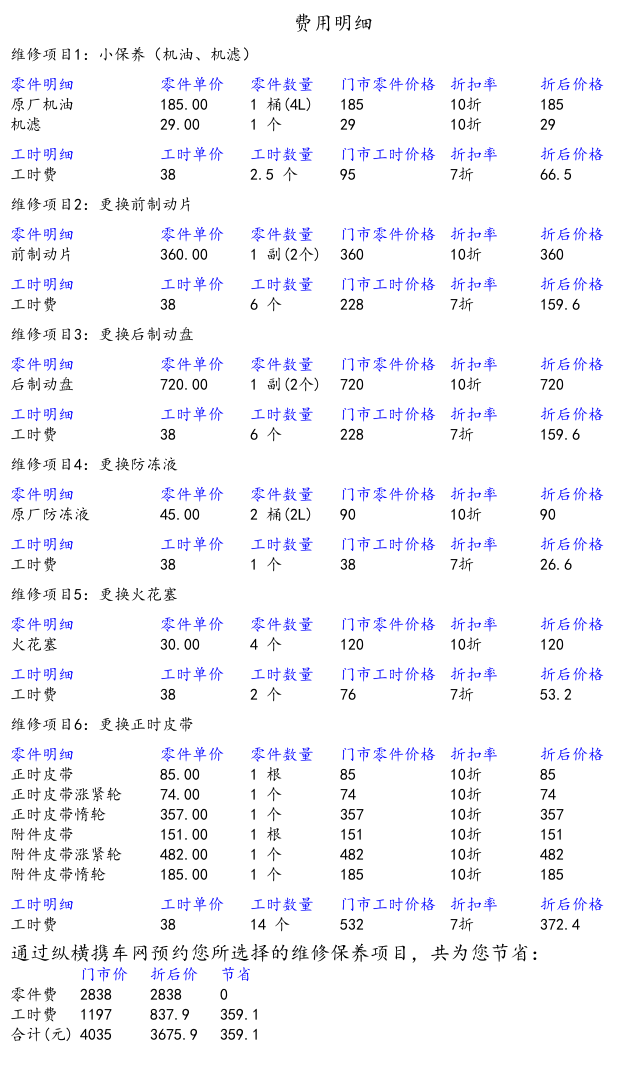 费用明细
维修项目1: 小保养（机油、机滤）
零件明细 零件单价 零件数量 门市零件价格 折扣率 折后价格
原厂机油 185.00 1 桶(4L) 185 10折 185
机滤 29.00 1 个 29 10折 29
工时明细 工时单价 工时数量 门市工时价格 折扣率 折后价格
工时费 38 2.5 个 95 7折 66.5
维修项目2: 更换前制动片
零件明细 零件单价 零件数量 门市零件价格 折扣率 折后价格
前制动片 360.00 1 副(2个) 360 10折 360
工时明细 工时单价 工时数量 门市工时价格 折扣率 折后价格
工时费 38 6 个 228 7折 159.6
维修项目3: 更换后制动盘
零件明细 零件单价 零件数量 门市零件价格 折扣率 折后价格
后制动盘 720.00 1 副(2个) 720 10折 720
工时明细 工时单价 工时数量 门市工时价格 折扣率 折后价格
工时费 38 6 个 228 7折 159.6
维修项目4: 更换防冻液
零件明细 零件单价 零件数量 门市零件价格 折扣率 折后价格
原厂防冻液 45.00 2 桶(2L) 90 10折 90
工时明细 工时单价 工时数量 门市工时价格 折扣率 折后价格
工时费 38 1 个 38 7折 26.6
维修项目5: 更换火花塞
零件明细 零件单价 零件数量 门市零件价格 折扣率 折后价格
火花塞 30.00 4 个 120 10折 120
工时明细 工时单价 工时数量 门市工时价格 折扣率 折后价格
工时费 38 2 个 76 7折 53.2
维修项目6: 更换正时皮带
零件明细 零件单价 零件数量 门市零件价格 折扣率 折后价格
正时皮带 85.00 1 根 85 10折 85
正时皮带涨紧轮 74.00 1 个 74 10折 74
正时皮带惰轮 357.00 1 个 357 10折 357
附件皮带 151.00 1 根 151 10折 151
附件皮带涨紧轮 482.00 1 个 482 10折 482
附件皮带惰轮 185.00 1 个 185 10折 185
工时明细 工时单价 工时数量 门市工时价格 折扣率 折后价格
工时费 38 14 个 532 7折 372.4
通过纵横携车网预约您所选择的维修保养项目，共为您节省：
门市价 折后价 节省
零件费 2838 2838 0
工时费 1197 837.9 359.1
合计(元) 4035 3675.9 359.1